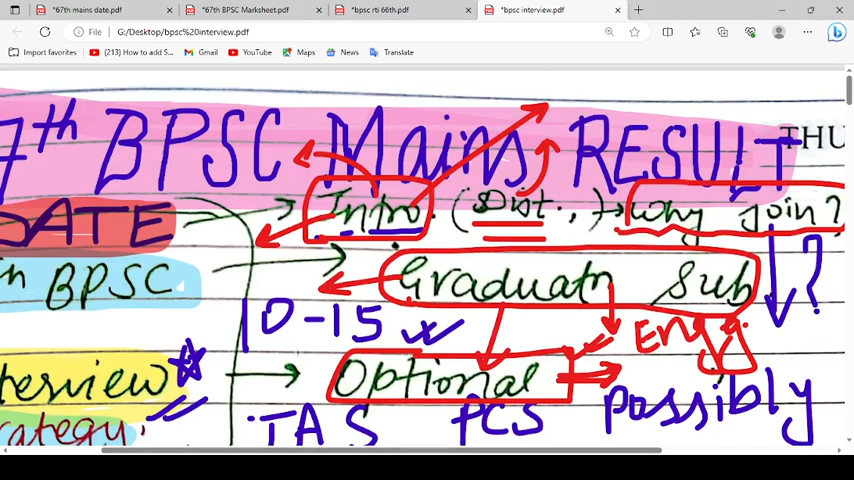 *67th mains date.pdf
*67th BPSC Marksheet.pdf
*bpsc rti 66th.pdf
*bpsc interview.pdf
File
G:/Desktop/bpsc%20interview.pdf
Import favorites
(213) How to add S...
Gmail
YouTube
Maps
News
Translate
7th BPSC Mains RESULT
THU
DATE
Intro. (Dist., ) → Why join?
BPSC
Graduatn Sub
?
10-15
Eng.
terview
Optional
possibly
rategy.
IAS PCS